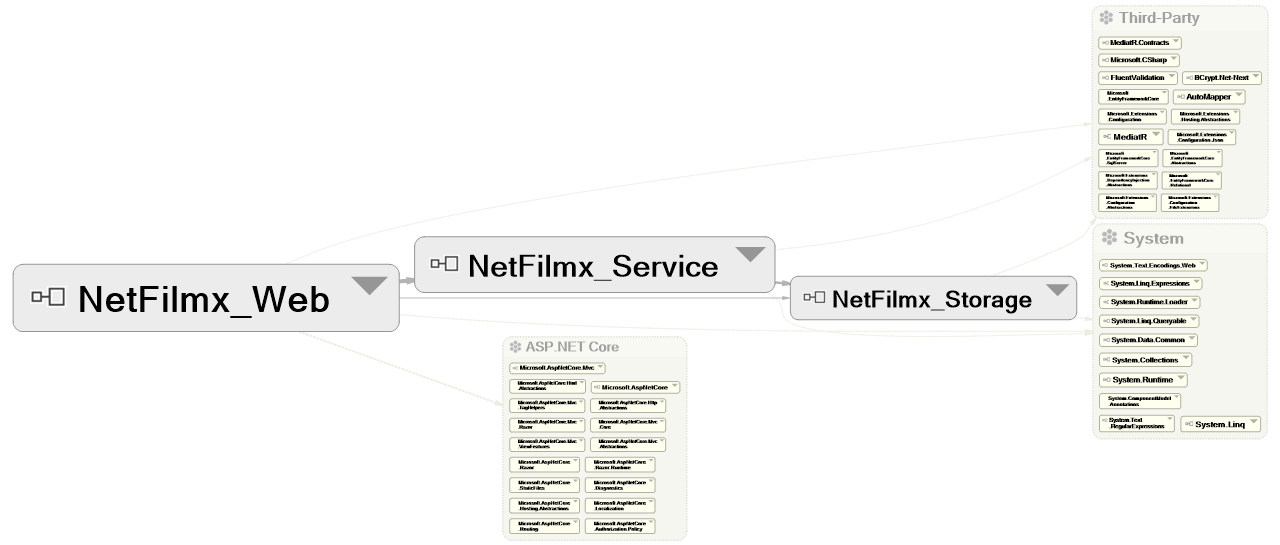 Third-Party
MediatR.Contracts
Microsoft.CSharp
FluentValidation
BCrypt.Net-Next
Microsoft
.EntityFrameworkCore
AutoMapper
Microsoft.Extensions
.Configuration
Microsoft.Extensions
.Hosting.Abstractions
MediatR
Microsoft.Extensions
.Configuration.Json
Microsoft
.EntityFrameworkCore
.SqlServer
Microsoft
.EntityFrameworkCore
.Abstractions
Microsoft.Extensions
.DependencyInjection
.Abstractions
Microsoft
.EntityFrameworkCore
.Relational
Microsoft.Extensions
.Configuration
.Abstractions
Microsoft.Extensions
.Configuration
.FileExtensions
System
System.Text.Encodings.Web
System.Linq.Expressions
System.Runtime.Loader
System.Linq.Queryable
System.Data.Common
System.Collections
System.Runtime
System.ComponentModel
.Annotations
System.Text
.RegularExpressions
System.Linq
NetFilmx_Web
NetFilmx_Service
NetFilmx_Storage
ASP.NET Core
Microsoft.AspNetCore.Mvc
Microsoft.AspNetCore.Html
.Abstractions
Microsoft.AspNetCore
Microsoft.AspNetCore.Mvc
.TagHelpers
Microsoft.AspNetCore.Http
.Abstractions
Microsoft.AspNetCore.Mvc
.Razor
Microsoft.AspNetCore.Mvc
.Core
Microsoft.AspNetCore.Mvc
.ViewFeatures
Microsoft.AspNetCore.Mvc
.Abstractions
Microsoft.AspNetCore
.Razor
Microsoft.AspNetCore
.Razor.Runtime
Microsoft.AspNetCore
.StaticFiles
Microsoft.AspNetCore
.Diagnostics
Microsoft.AspNetCore
.Hosting.Abstractions
Microsoft.AspNetCore
.Localization
Microsoft.AspNetCore
.Routing
Microsoft.AspNetCore
.Authorization.Policy